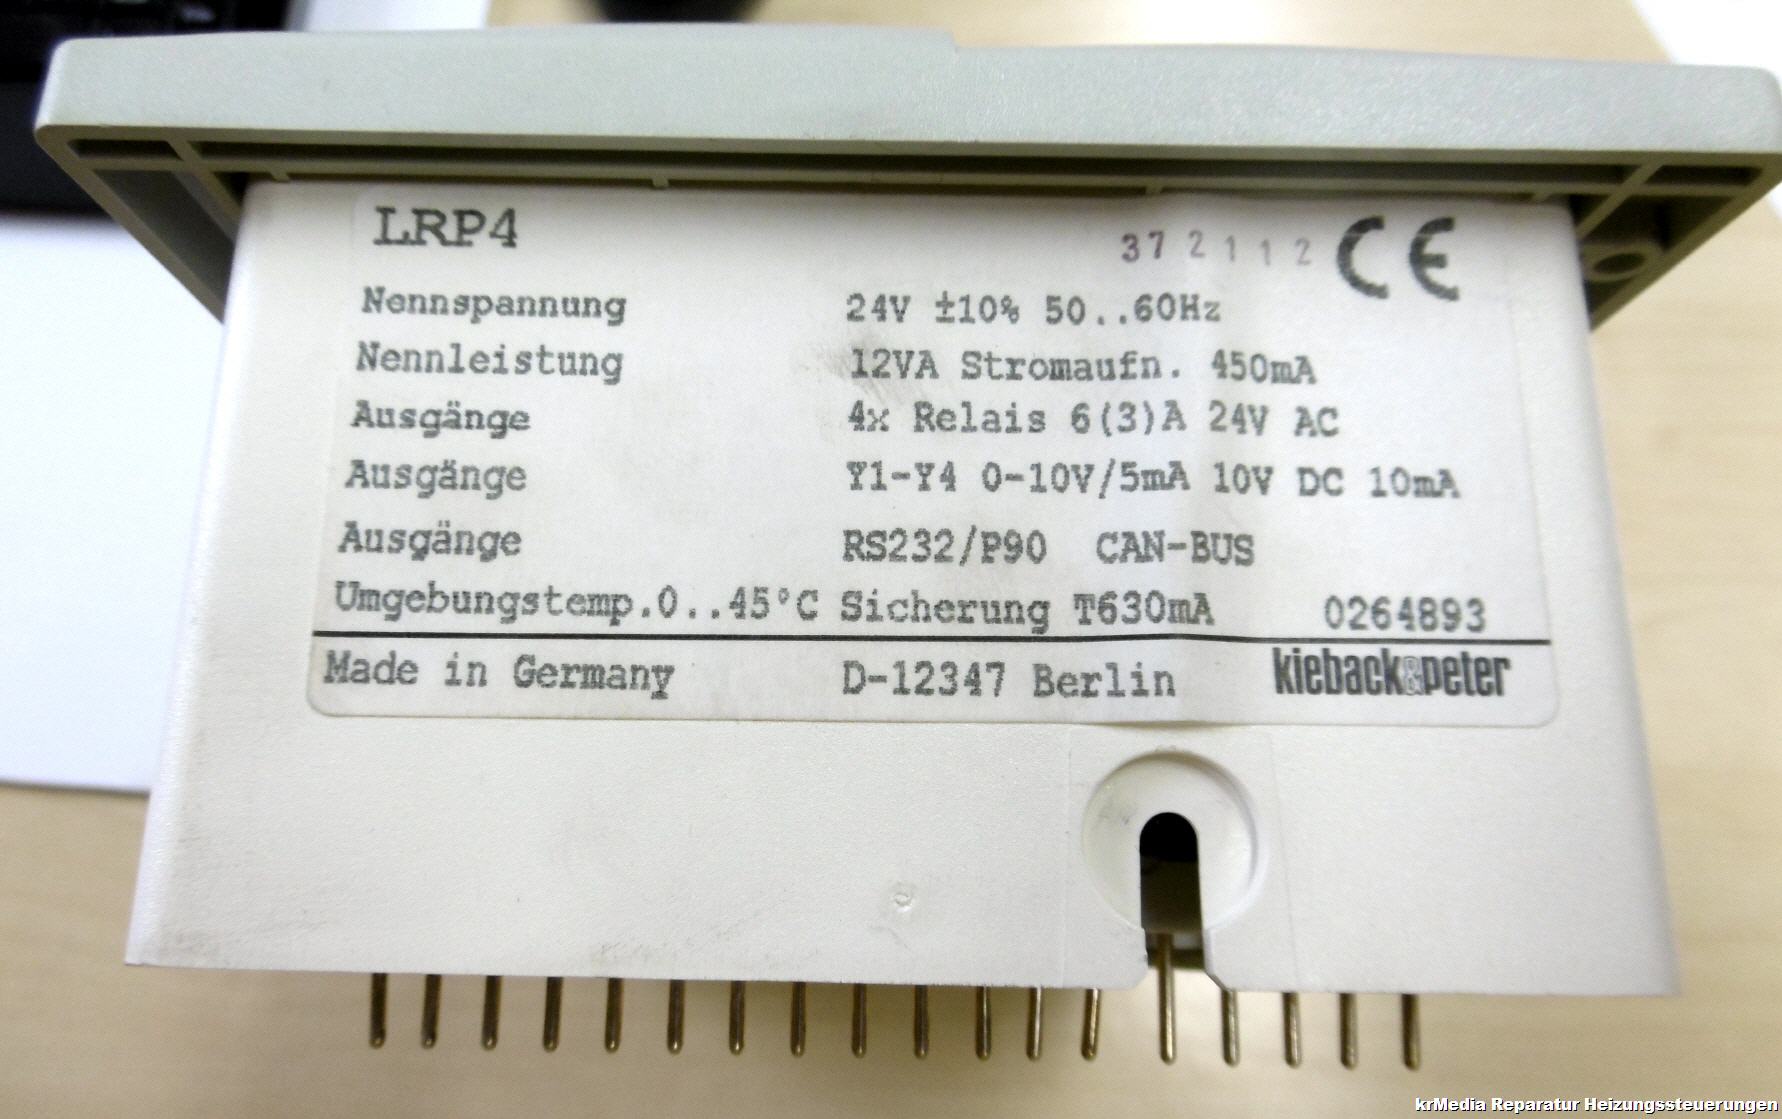 LRP4
372112 CE
Nennspannung 24V ±10% 50..60Hz
Nennleistung 12VA Stromaufn. 450mA
Ausgänge 4x Relais 6(3)A 24V AC
Ausgänge Y1-Y4 0-10V/5mA 10V DC 10mA
Ausgänge RS232/P90 CAN-BUS
Umgebungstemp.0..45°C Sicherung T630mA 0264893
Made in Germany D-12347 Berlin kieback&peter
krMedia Reparatur Heizungssteuerungen